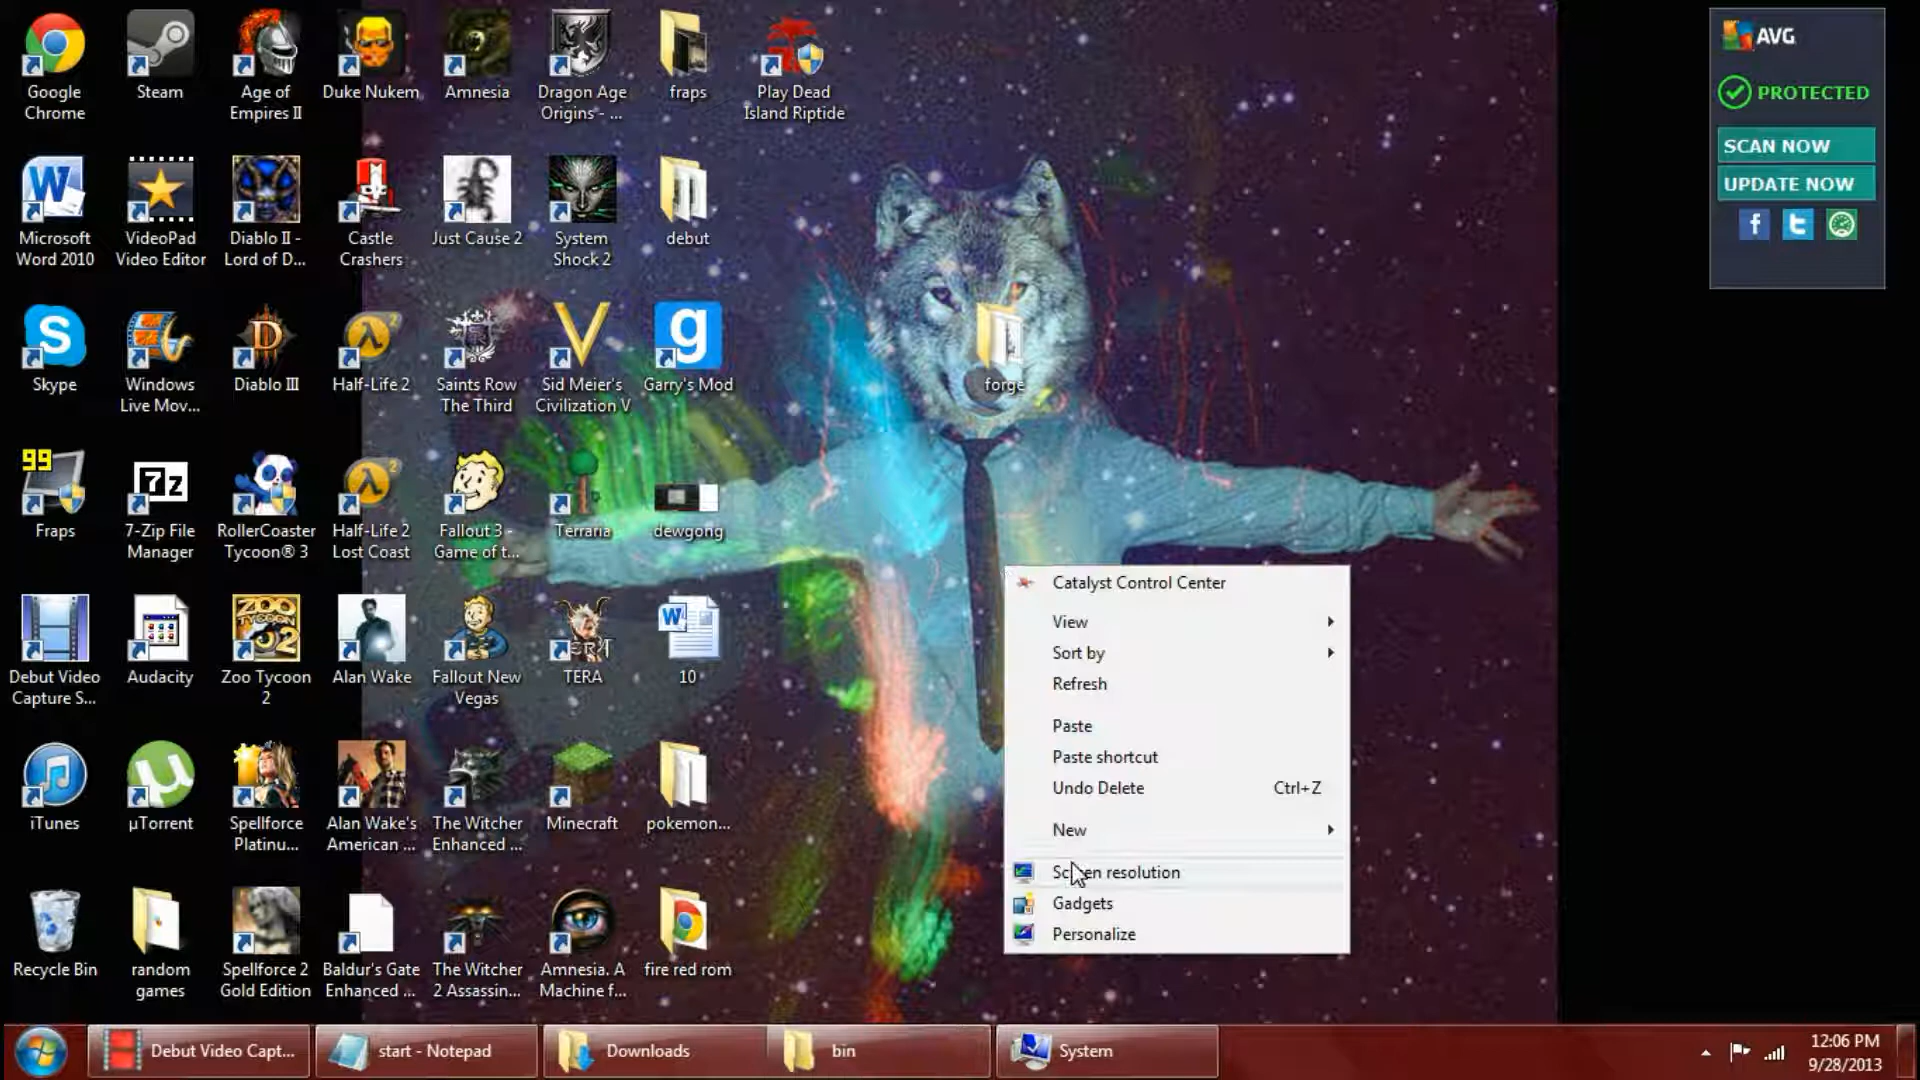 Google
Chrome
Steam
Age of
Empires II
Duke Nukem
Amnesia
Dragon Age
Origins - ...
fraps
Play Dead
Island Riptide
Microsoft
Word 2010
VideoPad
Video Editor
Diablo II -
Lord of D...
Castle
Crashers
Just Cause 2
System
Shock 2
debut
Skype
Windows
Live Mov...
Diablo III
Half-Life 2
Saints Row
The Third
Sid Meier's
Civilization V
Garry's Mod
forge
99
Fraps
7z
7-Zip File
Manager
RollerCoaster
Tycoon® 3
Half-Life 2
Lost Coast
Fallout 3 -
Game of t...
Terraria
dewgong
Debut Video
Capture S...
Audacity
ZOO
TYCOON
2
Zoo Tycoon
2
Alan Wake
Fallout New
Vegas
TERA
TERA
10
iTunes
µTorrent
Spellforce
Platinu...
Alan Wake's
American ...
The Witcher
Enhanced ...
Minecraft
pokemon...
Recycle Bin
random
games
Spellforce 2
Gold Edition
Baldur's Gate
Enhanced ...
The Witcher
2 Assassin...
Amnesia. A
Machine f...
fire red rom
AVG
PROTECTED
SCAN NOW
UPDATE NOW
Catalyst Control Center
View
Sort by
Refresh
Paste
Paste shortcut
Undo Delete Ctrl+Z
New
Screen resolution
Gadgets
Personalize
Debut Video Capt...
start - Notepad
Downloads
bin
System
12:06 PM
9/28/2013